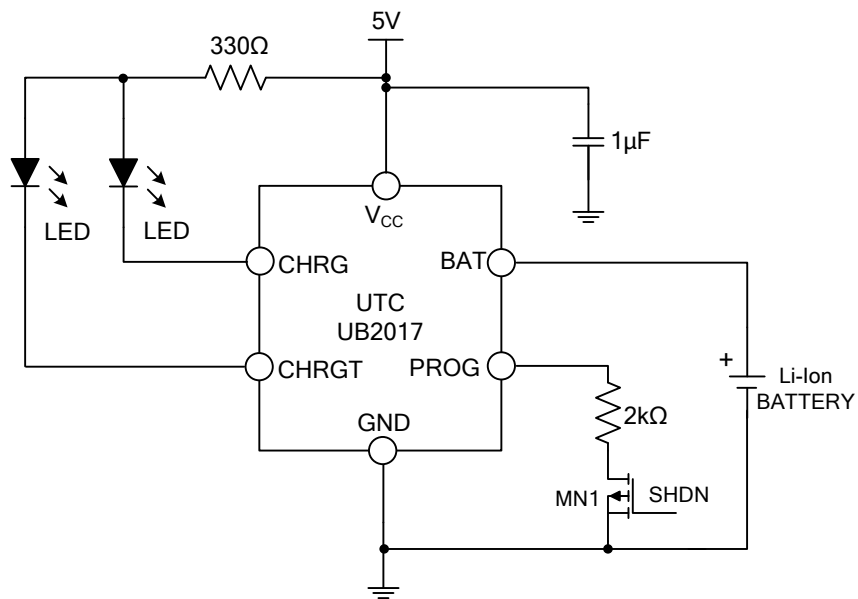 5V
330Ω
1µF
LED
LED
VCC
CHRG
BAT
UTC
UB2017
CHRGT
PROG
+
Li-Ion
BATTERY
GND
2kΩ
MN1
SHDN